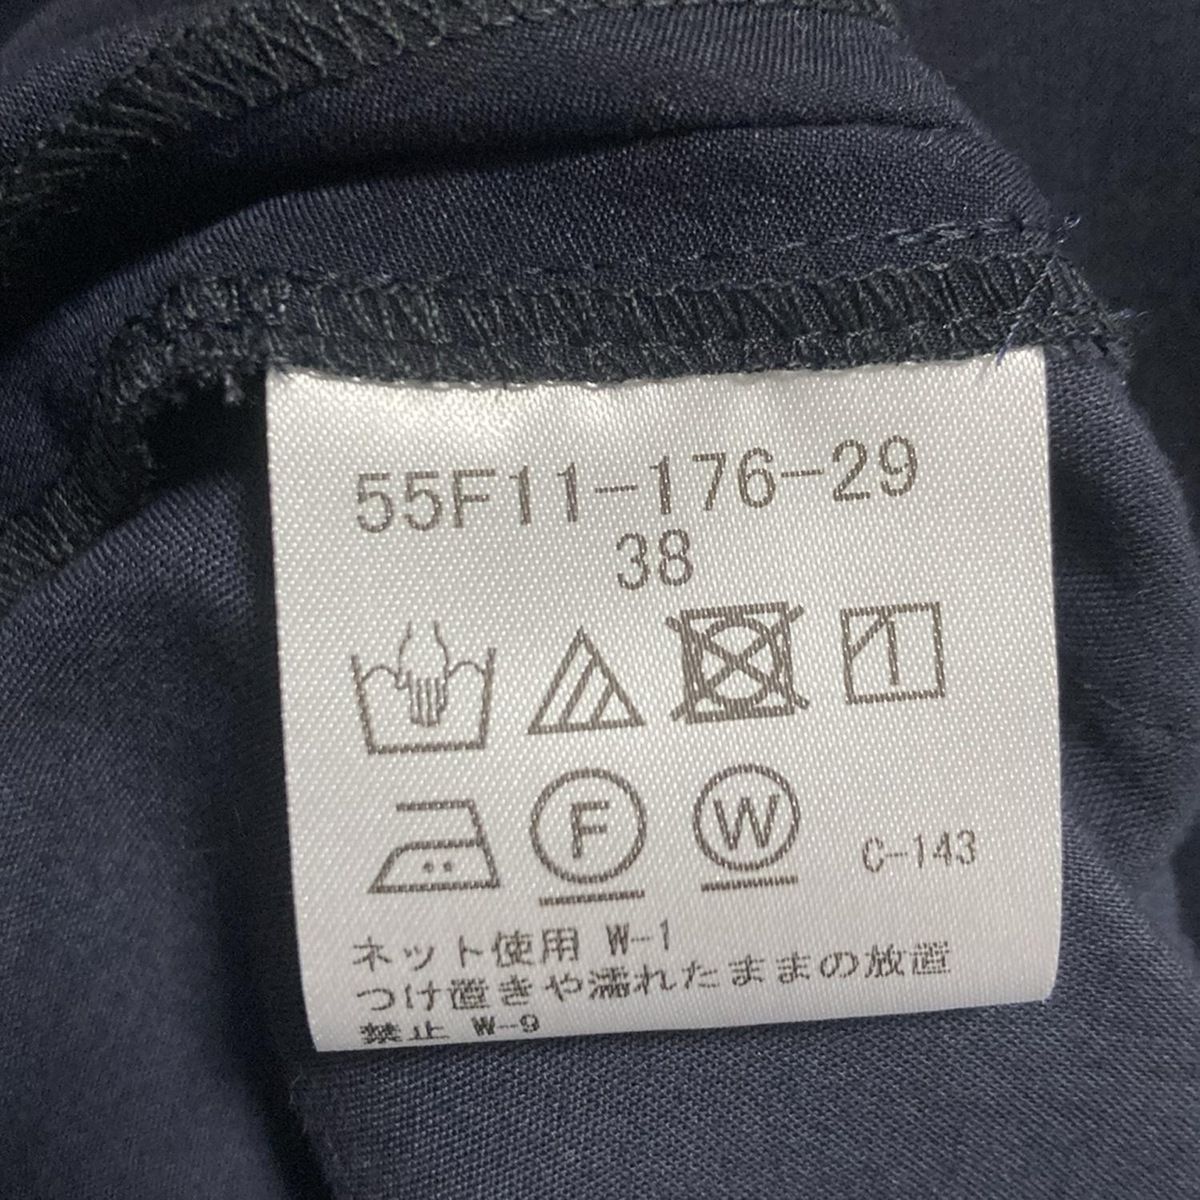 55F11-176-29
38
F W C-143
ネット使用 W-1
つけ置きや濡れたままの放置
禁止 W-9